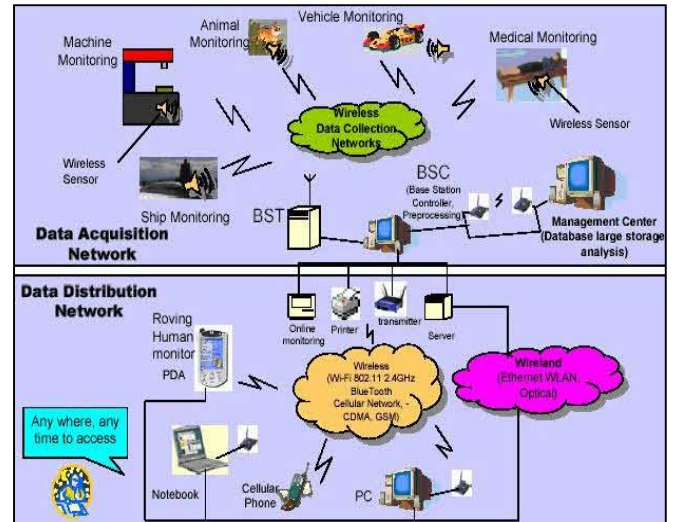 Machine
Monitoring
Animal
Monitoring
Vehicle Monitoring
Medical Monitoring
Wireless
Data Collection
Networks
Wireless Sensor
Wireless
Sensor
Ship Monitoring
BST
BSC
(Base Station
Controller,
Preprocessing)
Management Center
(Database large storage
analysis)
Data Acquisition
Network
Data Distribution
Network
Online
monitoring
Printer
transmitter
Server
Roving
Human
monitor
PDA
Wireless
(Wi-Fi 802.11 2.4GHz
BlueTooth
Cellular Network, -
CDMA, GSM)
Wireland
(Ethernet WLAN,
Optical)
Any where, any
time to access
Notebook
Cellular
Phone
PC